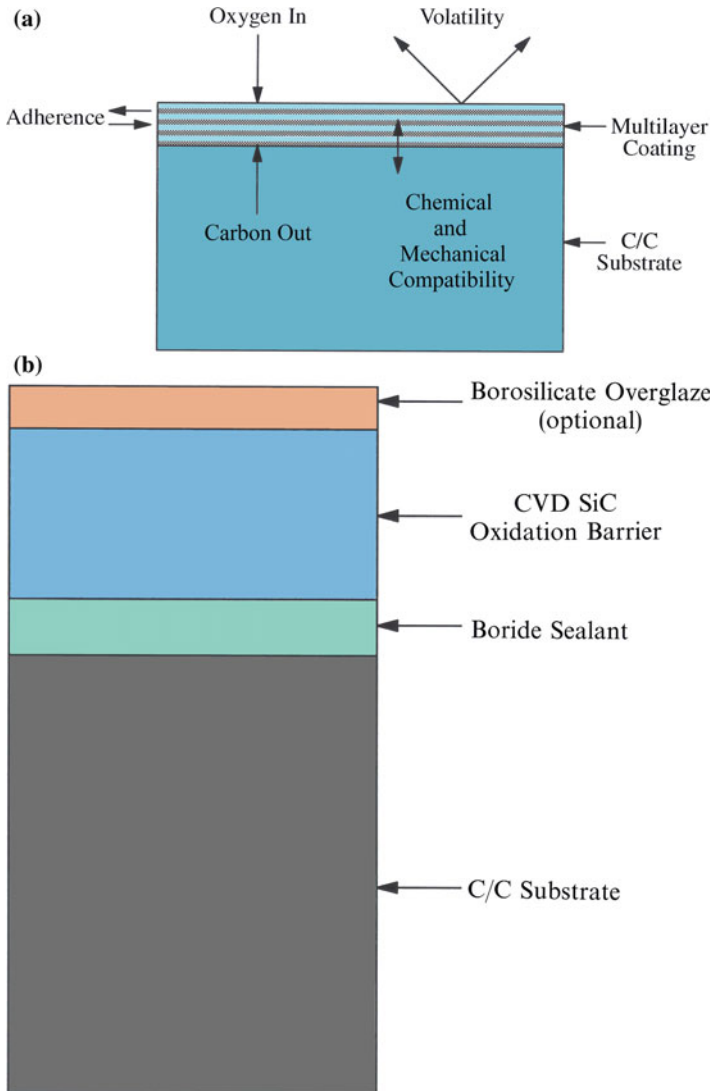 (a)
Oxygen In
Volatility
Adherence
Multilayer
Coating
Carbon Out
Chemical
and
Mechanical
Compatibility
C/C
Substrate
(b)
Borosilicate Overglaze
(optional)
CVD SiC
Oxidation Barrier
Boride Sealant
C/C Substrate